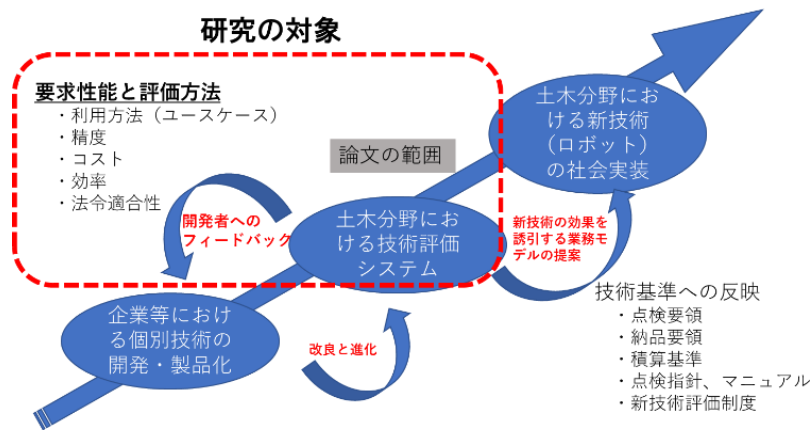 研究の対象
要求性能と評価方法
・利用方法（ユースケース）
・精度
・コスト
・効率
・法令適合性
論文の範囲
土木分野にお
ける新技術
（ロボット）
の社会実装
開発者への
フィードバック
土木分野にお
ける技術評価
システム
新技術の効果を
誘引する業務モ
デルの提案
企業等におけ
る個別技術の
開発・製品化
改良と進化
技術基準への反映
・点検要領
・納品要領
・積算基準
・点検指針、マニュアル
・新技術評価制度